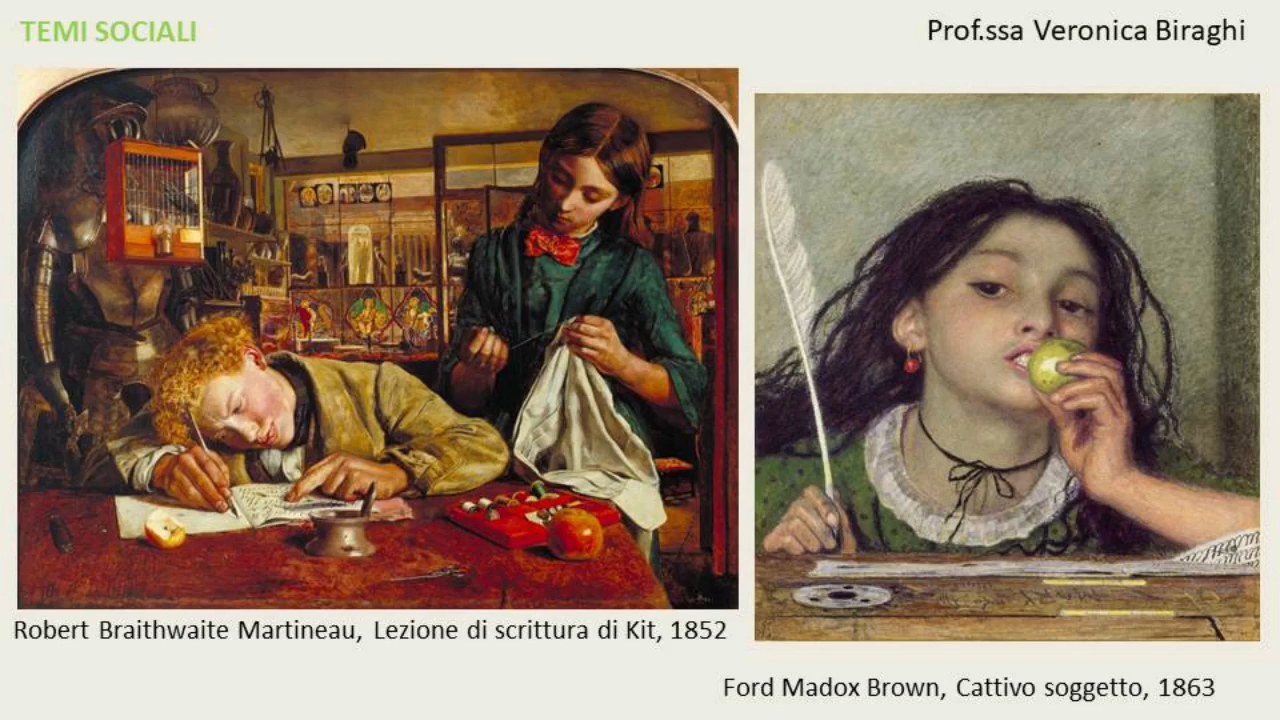 TEMI SOCIALI
Prof.ssa Veronica Biraghi
Robert Braithwaite Martineau, Lezione di scrittura di Kit, 1852
Ford Madox Brown, Cattivo soggetto, 1863